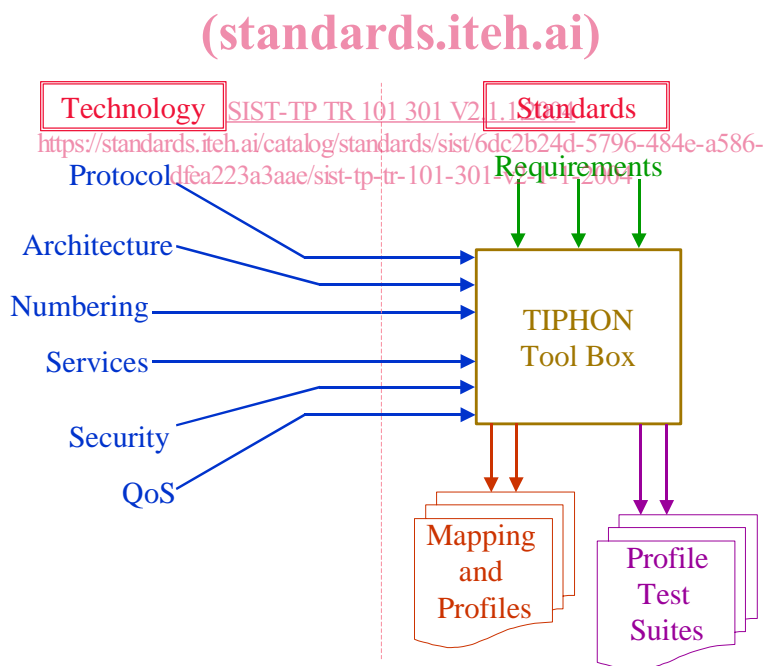 (standards.iteh.ai)
Technology
SIST-TP TR 101 301 V2.1.1:2004
Standards
https://standards.iteh.ai/catalog/standards/sist/6dc2b24d-5796-484e-a586-
dfea223a3aae/sist-tp-tr-101-301-v2-1-1-2004
Requirements
Protocol
Architecture
Numbering
Services
Security
QoS
TIPHON
Tool Box
Mapping
and
Profiles
Profile
Test
Suites